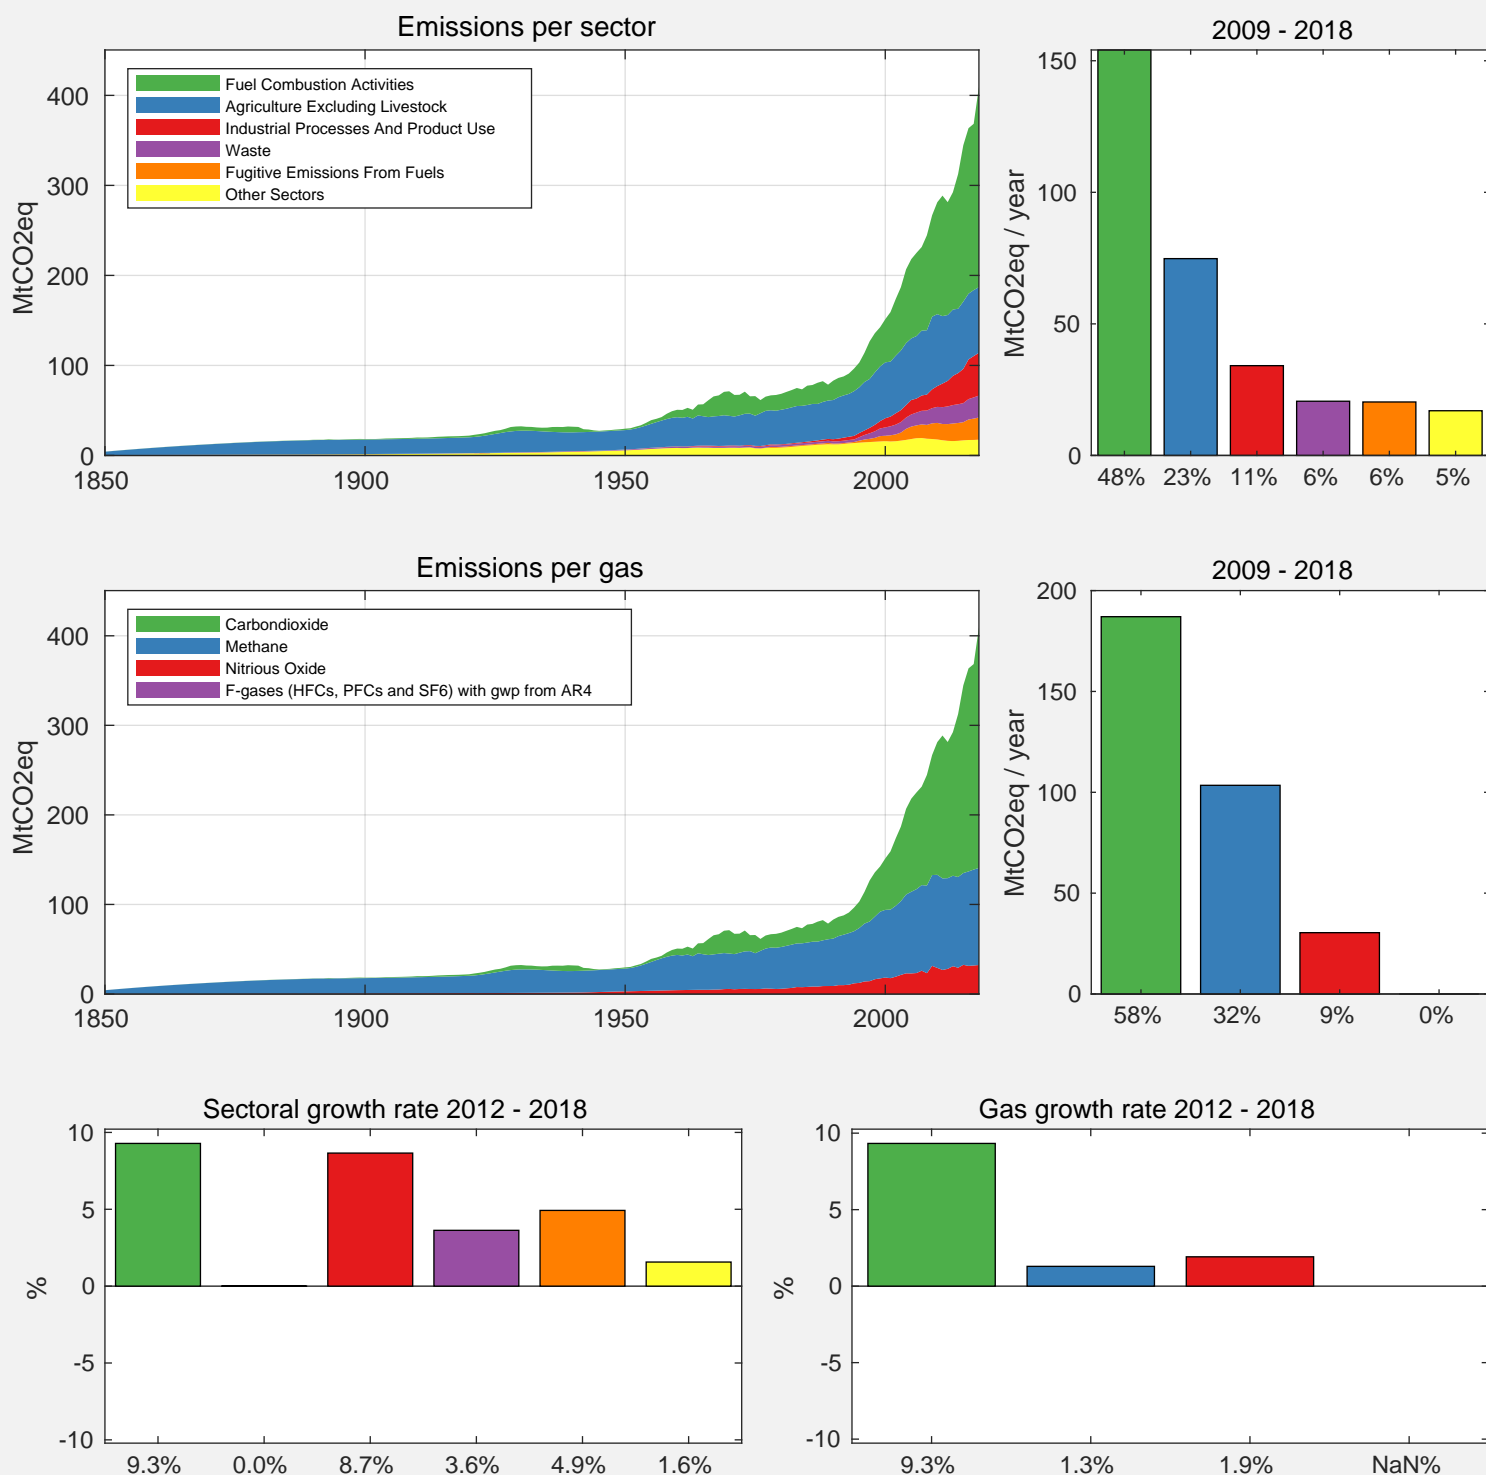 Emissions per sector
MtCO2eq
400
300
200
100
0
1850
1900
1950
2000
Fuel Combustion Activities
Agriculture Excluding Livestock
Industrial Processes And Product Use
Waste
Fugitive Emissions From Fuels
Other Sectors
2009 - 2018
MtCO2eq / year
150
100
50
0
48%
23%
11%
6%
6%
5%
Emissions per gas
MtCO2eq
400
300
200
100
0
1850
1900
1950
2000
Carbondioxide
Methane
Nitrious Oxide
F-gases (HFCs, PFCs and SF6) with gwp from AR4
2009 - 2018
MtCO2eq / year
200
150
100
50
0
58%
32%
9%
0%
Sectoral growth rate 2012 - 2018
%
10
5
0
-5
-10
9.3%
0.0%
8.7%
3.6%
4.9%
1.6%
Gas growth rate 2012 - 2018
%
10
5
0
-5
-10
9.3%
1.3%
1.9%
NaN%